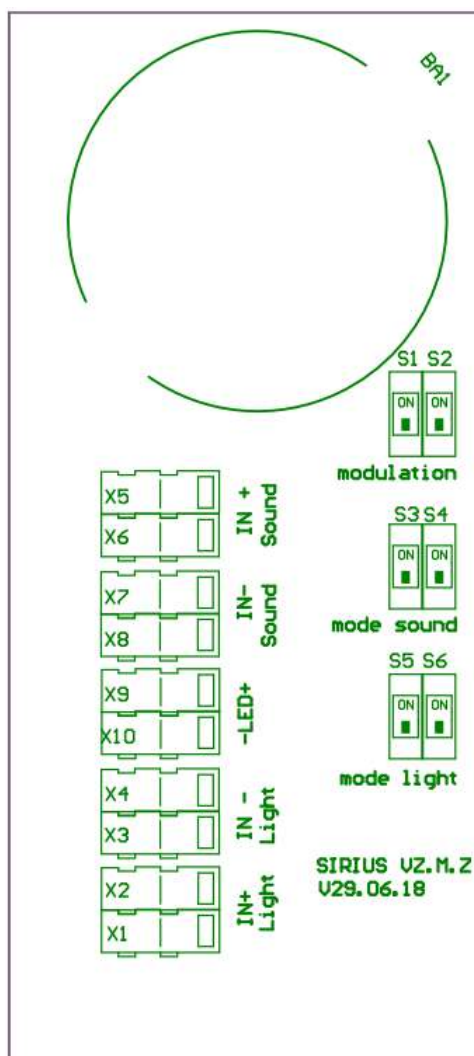 BA1
S1 S2
ON ON
modulation
X5
X6
IN +
Sound
S3 S4
ON ON
mode sound
X7
X8
IN-
Sound
S5 S6
ON ON
mode light
X9
X10
-LED+
X4
X3
IN -
Light
X2
X1
IN+
Light
SIRIUS VZ.M.Z
V29.06.18